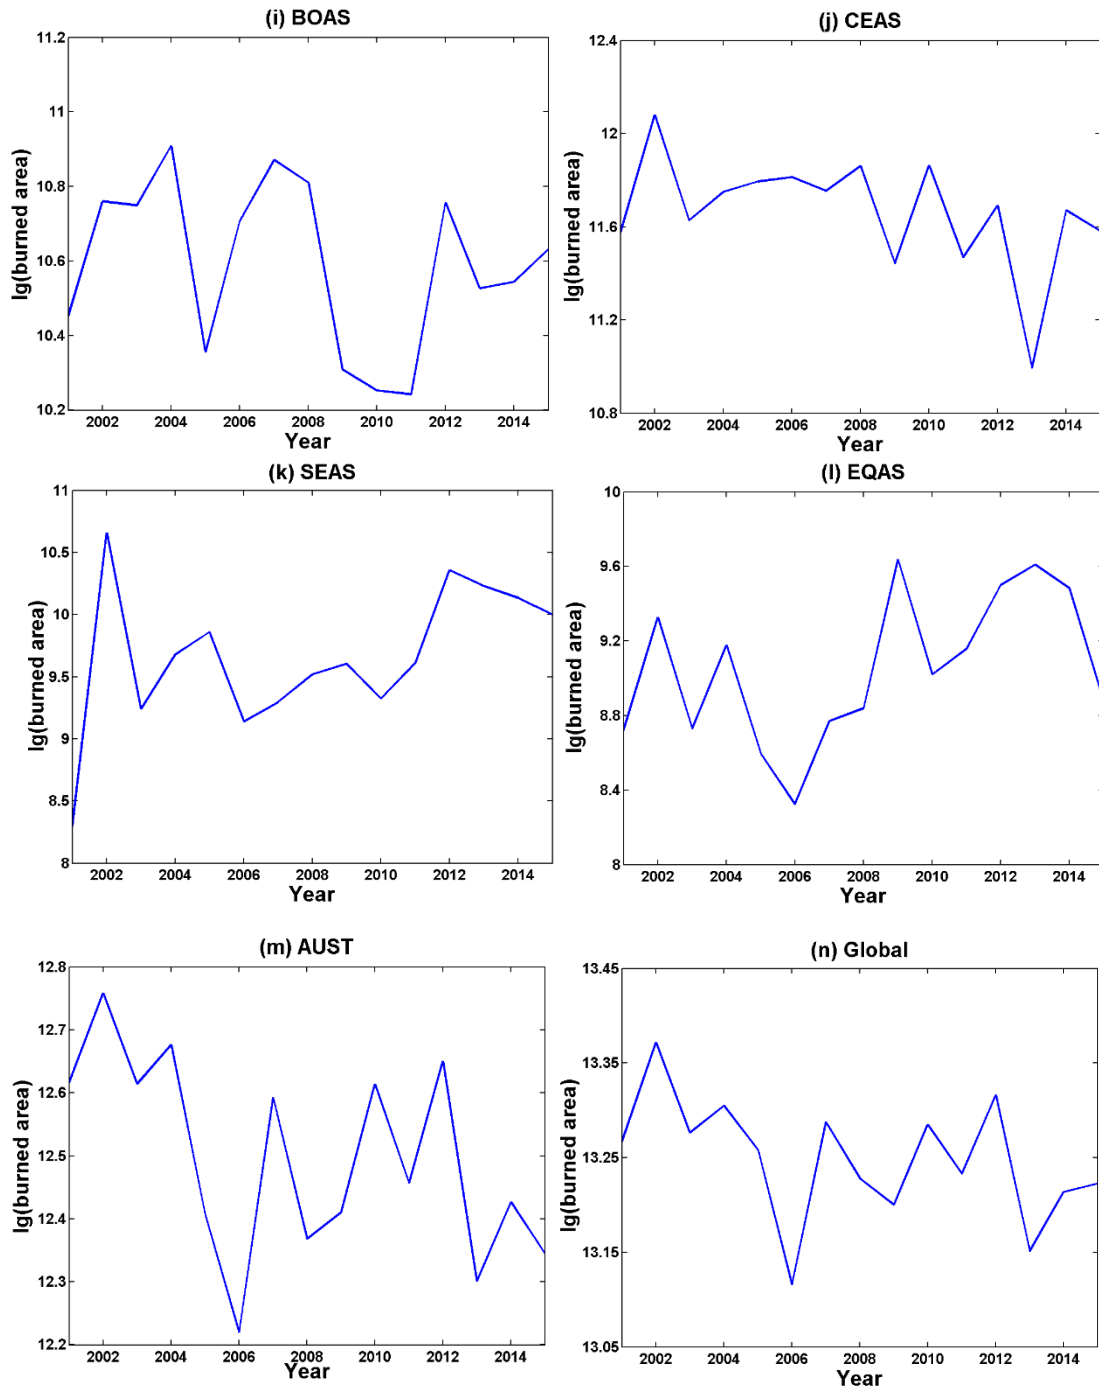 (i) BOAS
11.2
11
10.8
10.6
10.4
10.2
lg(burned area)
2002 2004 2006 2008 2010 2012 2014
Year
(j) CEAS
12.4
12
11.6
11.2
10.8
lg(burned area)
2002 2004 2006 2008 2010 2012 2014
Year
(k) SEAS
11
10.5
10
9.5
9
8.5
8
lg(burned area)
2002 2004 2006 2008 2010 2012 2014
Year
(l) EQAS
10
9.6
9.2
8.8
8.4
8
lg(burned area)
2002 2004 2006 2008 2010 2012 2014
Year
(m) AUST
12.8
12.7
12.6
12.5
12.4
12.3
12.2
lg(burned area)
2002 2004 2006 2008 2010 2012 2014
Year
(n) Global
13.45
13.35
13.25
13.15
13.05
lg(burned area)
2002 2004 2006 2008 2010 2012 2014
Year